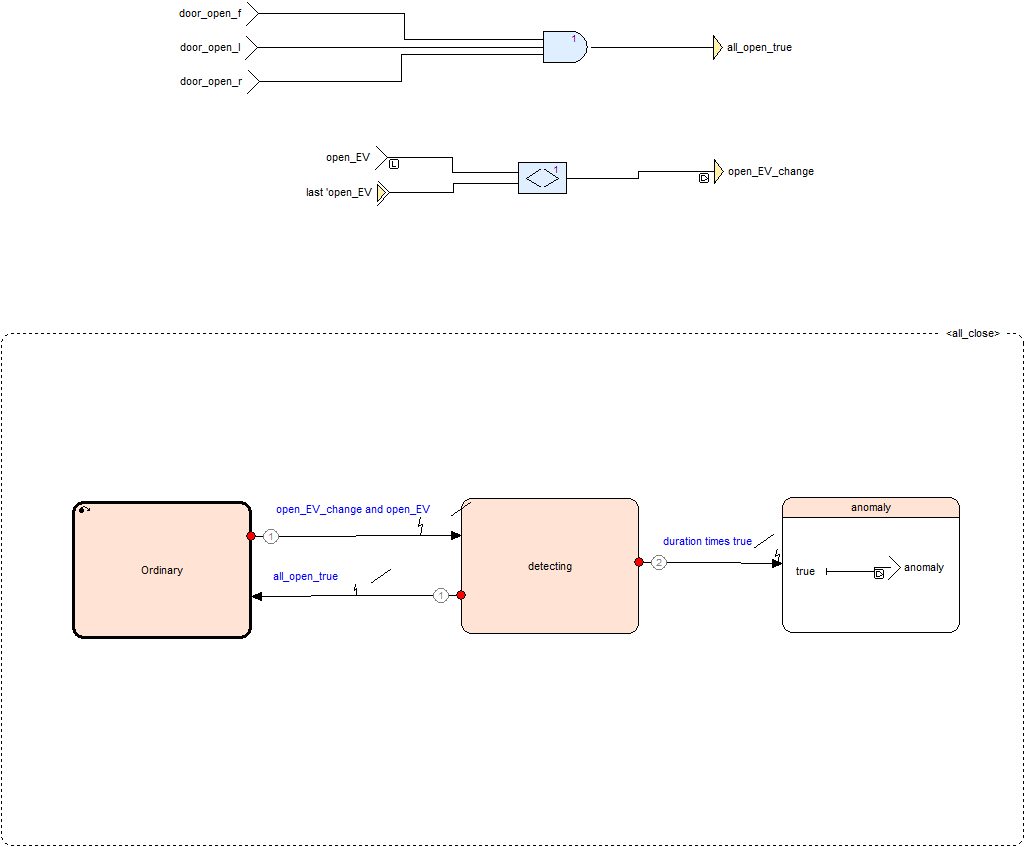 door_open_f
door_open_l
door_open_r
1
all_open_true
open_EV
L
last 'open_EV
1
D
open_EV_change
<all_close>
Ordinary
open_EV_change and open_EV
1
all_open_true
1
detecting
duration times true
2
anomaly
true
D
anomaly